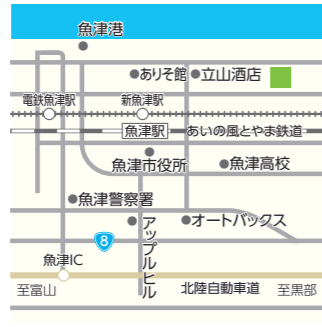 魚津港
ありそ館
立山酒店
電鉄魚津駅
新魚津駅
魚津駅
あいの風とやま鉄道
魚津市役所
魚津高校
魚津警察署
アップルヒル
オートバックス
8
魚津IC
至富山
北陸自動車道
至黒部